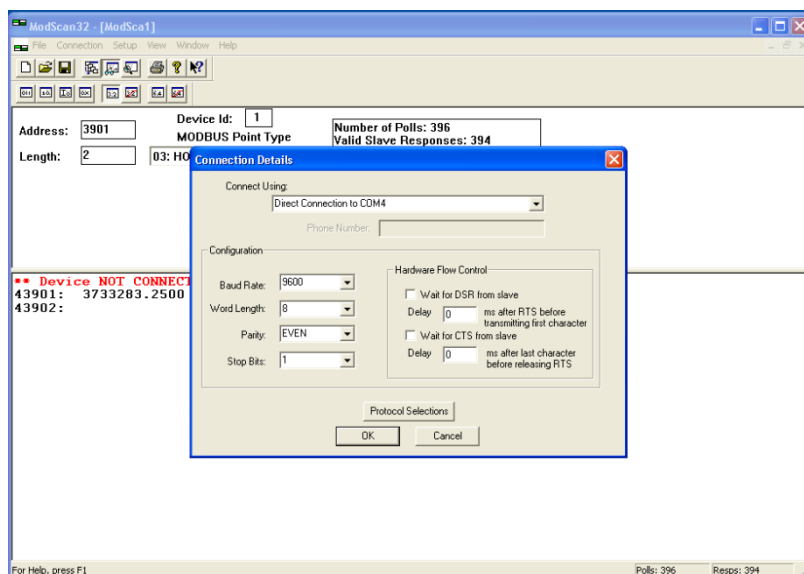 ModScan32 - [ModSca1]
File Connection Setup View Window Help
Address: 3901
Device Id: 1
MODBUS Point Type
Length: 2
03: HO
Number of Polls: 396
Valid Slave Responses: 394
** Device NOT CONNECT
43901: 3733283.2500
43902:
Connection Details
Connect Using:
Direct Connection to COM4
Phone Number:
Configuration
Baud Rate: 9600
Word Length: 8
Parity: EVEN
Stop Bits: 1
Hardware Flow Control
Wait for DSR from slave
Delay 0 ms after RTS before
transmitting first character
Wait for CTS from slave
Delay 0 ms after last character
before releasing RTS
Protocol Selections
OK Cancel
For Help, press F1
Polls: 396 Resps: 394